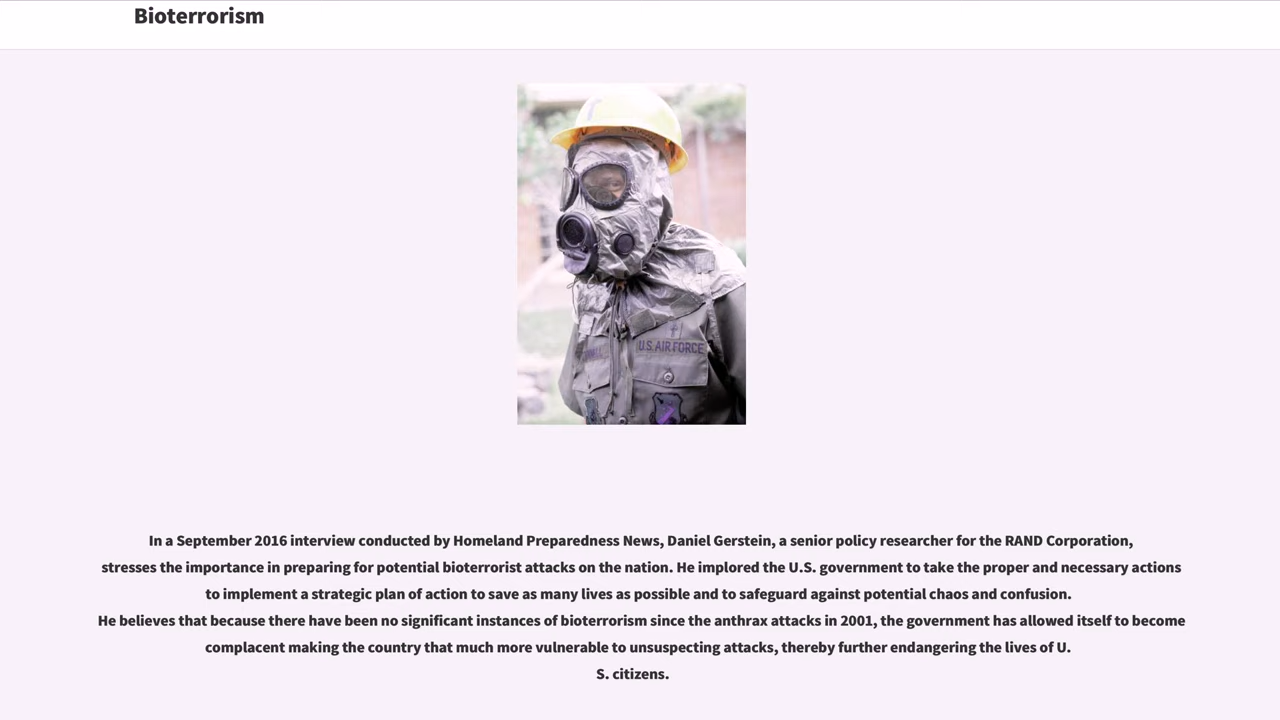 Bioterrorism
U.S. AIR FORCE
In a September 2016 interview conducted by Homeland Preparedness News, Daniel Gerstein, a senior policy researcher for the RAND Corporation,
stresses the importance in preparing for potential bioterrorist attacks on the nation. He implored the U.S. government to take the proper and necessary actions
to implement a strategic plan of action to save as many lives as possible and to safeguard against potential chaos and confusion.
He believes that because there have been no significant instances of bioterrorism since the anthrax attacks in 2001, the government has allowed itself to become
complacent making the country that much more vulnerable to unsuspecting attacks, thereby further endangering the lives of U.
S. citizens.